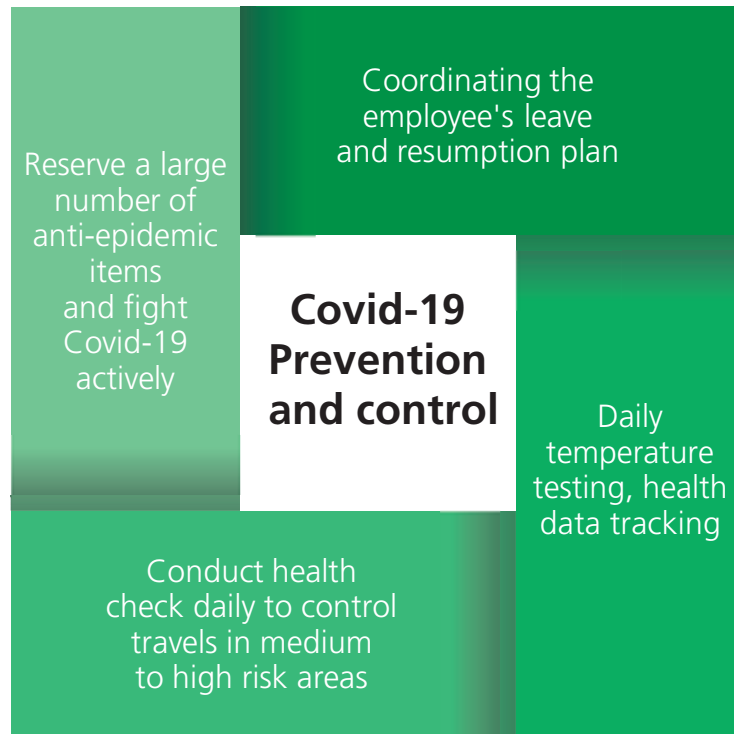 Coordinating the
employee's leave
and resumption plan
Reserve a large
number of
anti-epidemic
items
and fight
Covid-19
actively
Covid-19
Prevention
and control
Daily
temperature
testing, health
data tracking
Conduct health
check daily to control
travels in medium
to high risk areas